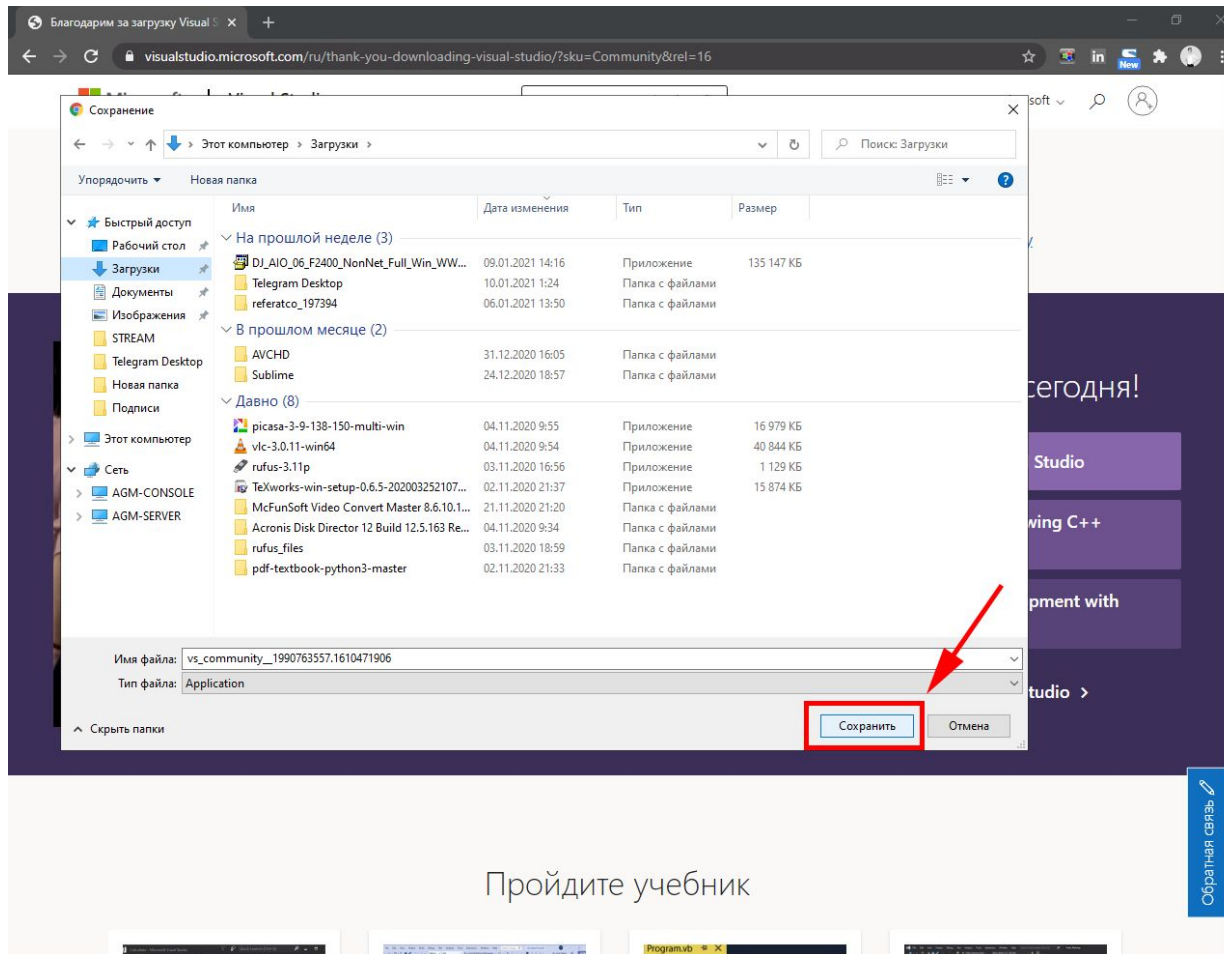 Благодарим за загрузку Visual S
visualstudio.microsoft.com/ru/thank-you-downloading-visual-studio/?sku=Community&rel=16
in
New
soft
Сохранение
Этот компьютер > Загрузки >
Поиск: Загрузки
Упорядочить
Новая папка
Имя
Дата изменения
Тип
Размер
Быстрый доступ
Рабочий стол
Загрузки
Документы
Изображения
STREAM
Telegram Desktop
Новая папка
Подписи
Этот компьютер
Сеть
AGM-CONSOLE
AGM-SERVER
На прошлой неделе (3)
DJ_AIO_06_F2400_NonNet_Full_Win_WW... 09.01.2021 14:16 Приложение 135 147 КБ
Telegram Desktop 10.01.2021 1:24 Папка с файлами
referatco_197394 06.01.2021 13:50 Папка с файлами
В прошлом месяце (2)
AVCHD 31.12.2020 16:05 Папка с файлами
Sublime 24.12.2020 18:57 Папка с файлами
Давно (8)
picasa-3-9-138-150-multi-win 04.11.2020 9:55 Приложение 16 979 КБ
vlc-3.0.11-win64 04.11.2020 9:54 Приложение 40 844 КБ
rufus-3.11p 03.11.2020 16:56 Приложение 1 129 КБ
TeXworks-win-setup-0.6.5-202003252107... 02.11.2020 21:37 Приложение 15 874 КБ
McFunSoft Video Convert Master 8.6.10.1... 21.11.2020 21:20 Папка с файлами
Acronis Disk Director 12 Build 12.5.163 Re... 04.11.2020 9:34 Папка с файлами
rufus_files 03.11.2020 18:59 Папка с файлами
pdf-textbook-python3-master 02.11.2020 21:33 Папка с файлами
Имя файла: vs_community__1990763557.1610471906
Тип файла: Application
Скрыть папки
Сохранить
Отмена
сегодня!
Studio
wing C++
pment with
tudio >
Обратная связь
Пройдите учебник
Program.vb